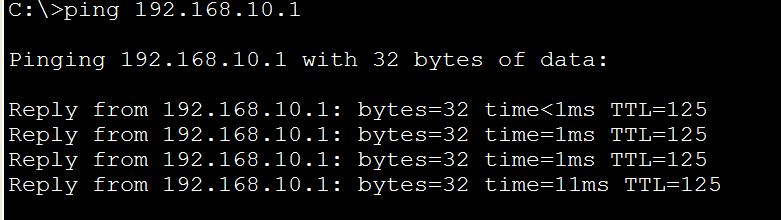 C:\>ping 192.168.10.1
Pinging 192.168.10.1 with 32 bytes of data:
Reply from 192.168.10.1: bytes=32 time<1ms TTL=125
Reply from 192.168.10.1: bytes=32 time=1ms TTL=125
Reply from 192.168.10.1: bytes=32 time=1ms TTL=125
Reply from 192.168.10.1: bytes=32 time=11ms TTL=125